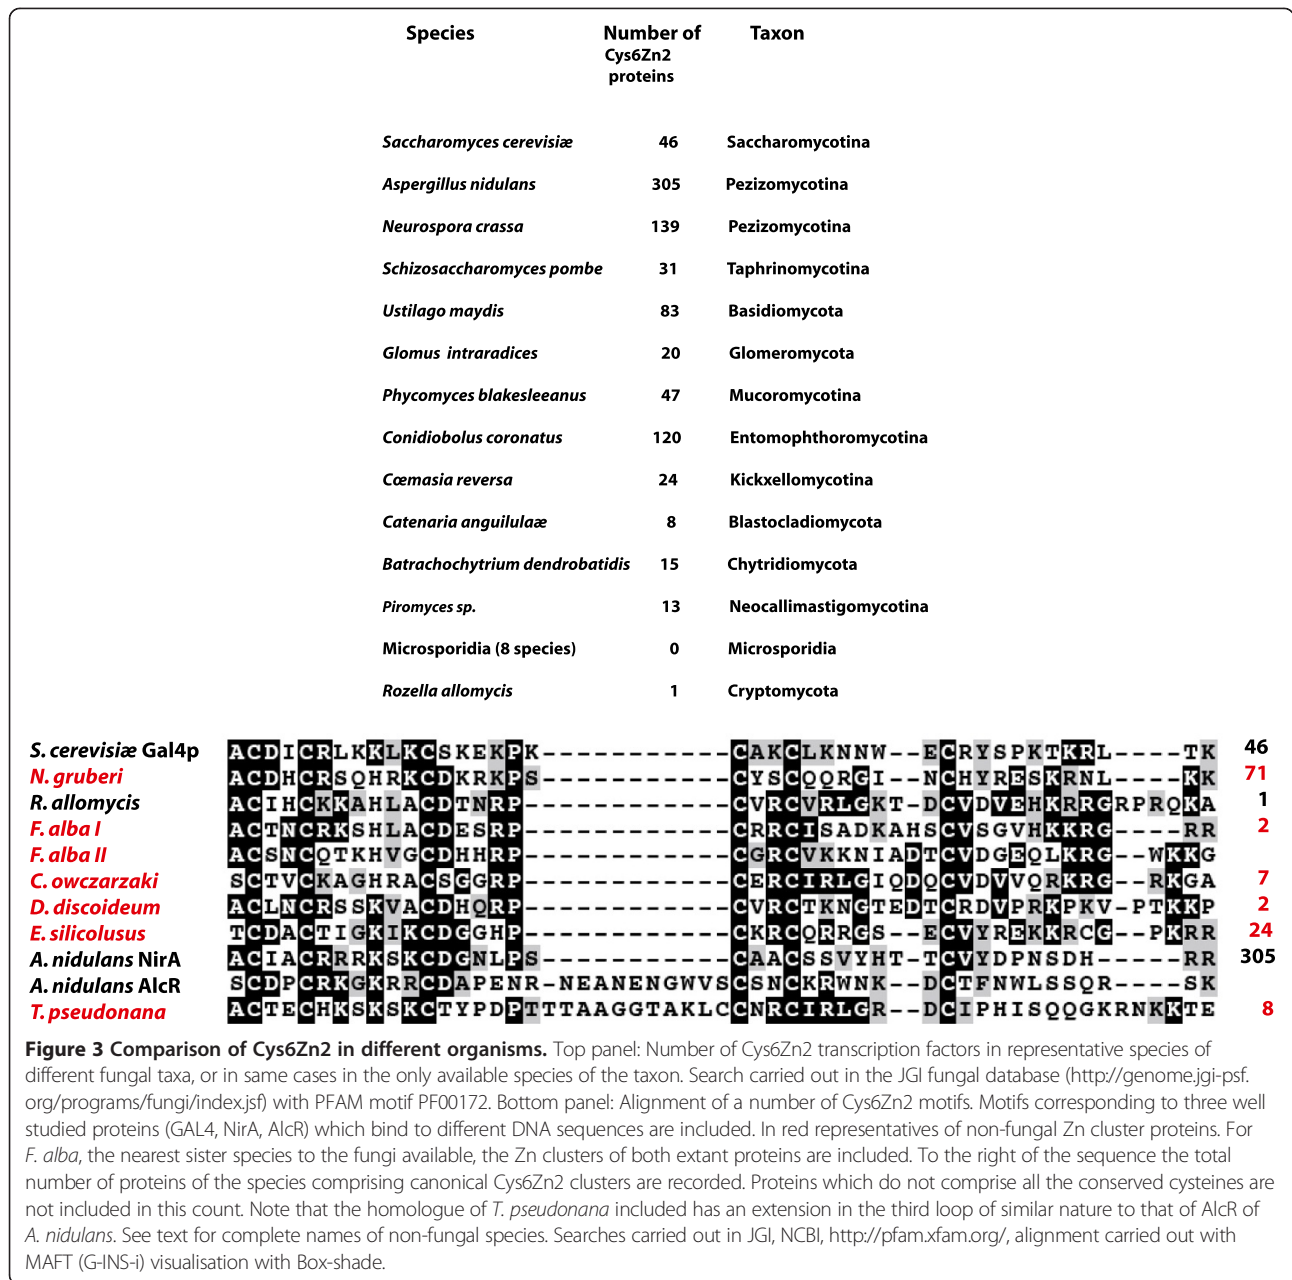 Species Number of Taxon
Cys6Zn2
proteins
Saccharomyces cerevisiæ 46 Saccharomycotina
Aspergillus nidulans 305 Pezizomycotina
Neurospora crassa 139 Pezizomycotina
Schizosaccharomyces pombe 31 Taphrinomycotina
Ustilago maydis 83 Basidiomycota
Glomus intraradices 20 Glomeromycota
Phycomyces blakesleeanus 47 Mucoromycotina
Conidiobolus coronatus 120 Entomophthoromycotina
Cœmasia reversa 24 Kickxellomycotina
Catenaria anguilulaæ 8 Blastocladiomycota
Batrachochytrium dendrobatidis 15 Chytridiomycota
Piromyces sp. 13 Neocallimastigomycotina
Microsporidia (8 species) 0 Microsporidia
Rozella allomycis 1 Cryptomycota
S. cerevisiæ Gal4p ACDICRLKKLKCSKEKPK-----------CAKCLKNNW--ECRYSPKTKRL----TK 46
N. gruberi ACDHCRSQHRKCDKRKPS-----------CYSCQQRGI--NCHYRESKRNL----KK 71
R. allomycis ACIHCKKAHLACDTNRP------------CVRCVRLGKT-DCVDVEHKRRGRPRQKA 1
F. alba I ACTNCRKSHLACDESRP------------CRRCISADKAHSCVSGVHKKRG----RR 2
F. alba II ACSNCQTKHVGCDHHRP------------CGRCVKKNIADTCVDGEQLKRG--WKKG
C. owczarzaki SCTVCKAGHRACSGGRP------------CERCIRLGIQDQCVDVVQRKRG--RKGA 7
D. discoideum ACLNCRSSKVACDHQRP------------CVRCTKNGTEDTCRDVPRKPKV-PTKKP 2
E. silicolusus TCDACTIGKIKCDGGHP------------CKRCQRRGS--ECVYREKKRCG--PKRR 24
A. nidulans NirA ACIACRRRKSKCDGNLPS-----------CAACSSVYHT-TCVYDPNSDH-----RR 305
A. nidulans AlcR SCDPCRKGKRRCDAPENR-NEANENGWVSCSNCKRWNK--DCTFNWLSSQR----SK
T. pseudonana ACTECHKSKSKCTYPDPTTTAAGGTAKLCCNRCIRLGR--DCIPHISQQGKRNKKTE 8
Figure 3 Comparison of Cys6Zn2 in different organisms. Top panel: Number of Cys6Zn2 transcription factors in representative species of
different fungal taxa, or in same cases in the only available species of the taxon. Search carried out in the JGI fungal database (http://genome.jgi-psf.
org/programs/fungi/index.jsf) with PFAM motif PF00172. Bottom panel: Alignment of a number of Cys6Zn2 motifs. Motifs corresponding to three well
studied proteins (GAL4, NirA, AlcR) which bind to different DNA sequences are included. In red representatives of non-fungal Zn cluster proteins. For
F. alba, the nearest sister species to the fungi available, the Zn clusters of both extant proteins are included. To the right of the sequence the total
number of proteins of the species comprising canonical Cys6Zn2 clusters are recorded. Proteins which do not comprise all the conserved cysteines are
not included in this count. Note that the homologue of T. pseudonana included has an extension in the third loop of similar nature to that of AlcR of
A. nidulans. See text for complete names of non-fungal species. Searches carried out in JGI, NCBI, http://pfam.xfam.org/, alignment carried out with
MAFT (G-INS-i) visualisation with Box-shade.